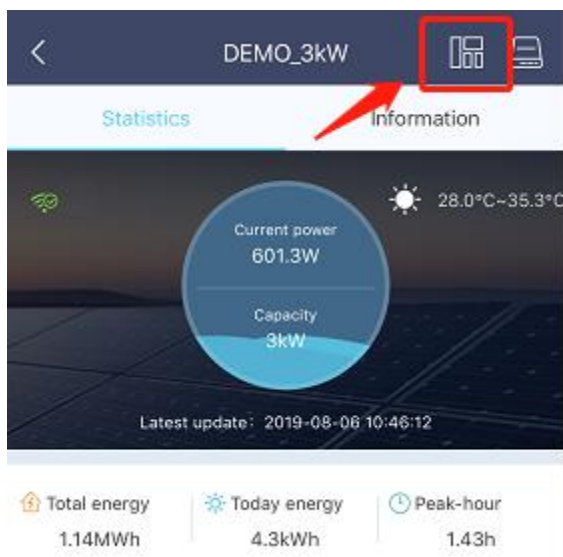 DEMO_3kW
Statistics
Information
28.0°C~35.3°C
Current power
601.3W
Capacity
3kW
Latest update: 2019-08-06 10:46:12
Total energy
Today energy
Peak-hour
1.14MWh
4.3kWh
1.43h